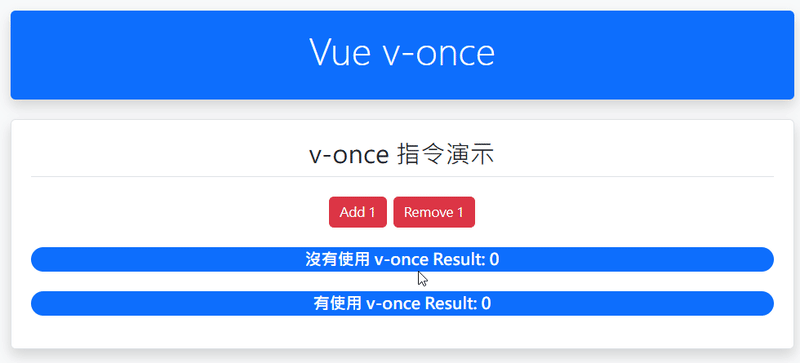 Vue v-once
v-once 指令演示
Add 1 Remove 1
沒有使用 v-once Result: 0
有使用 v-once Result: 0